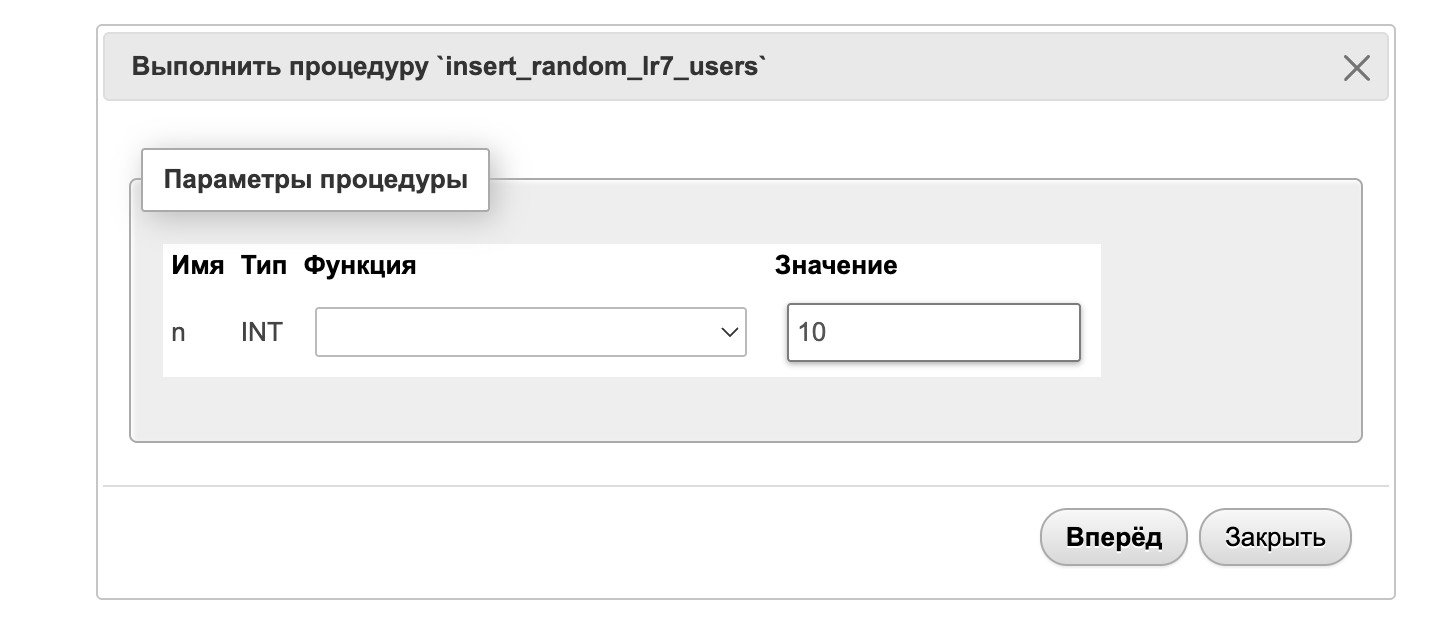 Выполнить процедуру `insert_random_lr7_users`
Параметры процедуры
Имя Тип Функция Значение
n INT 10
Вперёд Закрыть